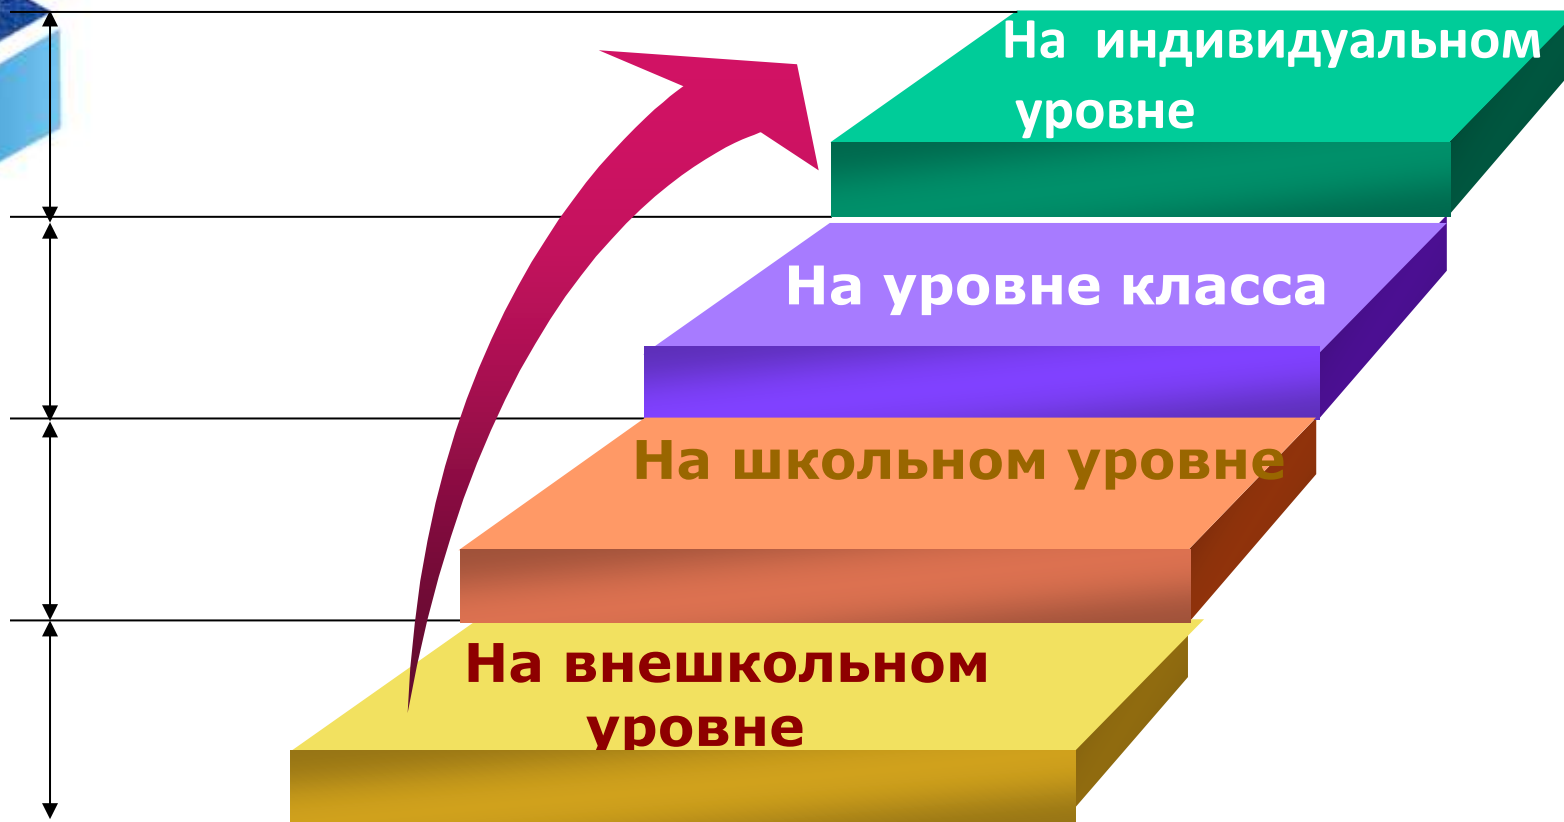 На индивидуальном
уровне
На уровне класса
На школьном уровне
На внешкольном
уровне